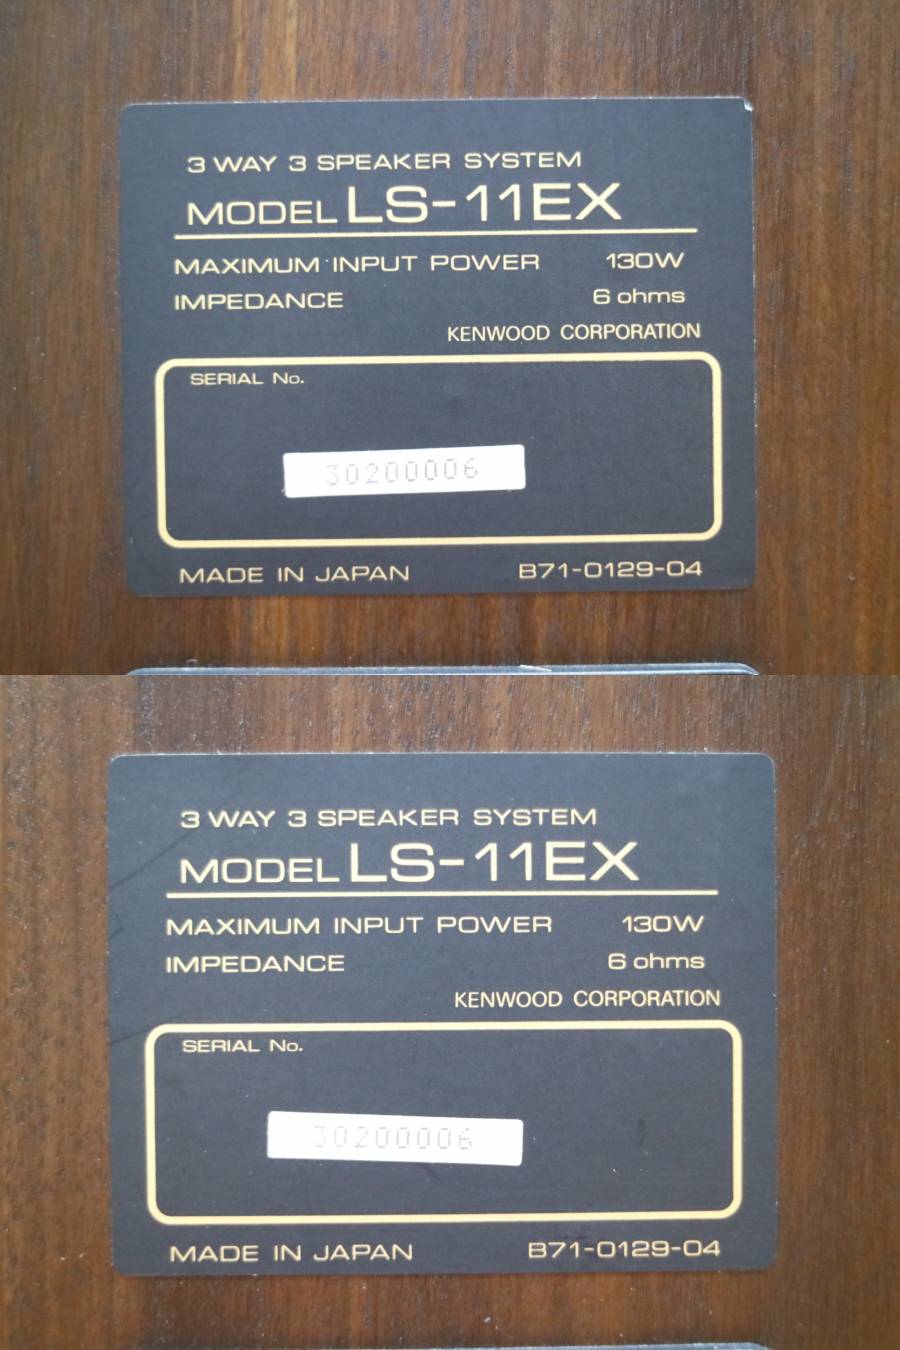 3 WAY 3 SPEAKER SYSTEM
MODEL LS-11EX
MAXIMUM INPUT POWER 130W
IMPEDANCE 6 ohms
KENWOOD CORPORATION
SERIAL No.
30200006
MADE IN JAPAN B71-0129-04
3 WAY 3 SPEAKER SYSTEM
MODEL LS-11EX
MAXIMUM INPUT POWER 130W
IMPEDANCE 6 ohms
KENWOOD CORPORATION
SERIAL No.
30200006
MADE IN JAPAN B71-0129-04